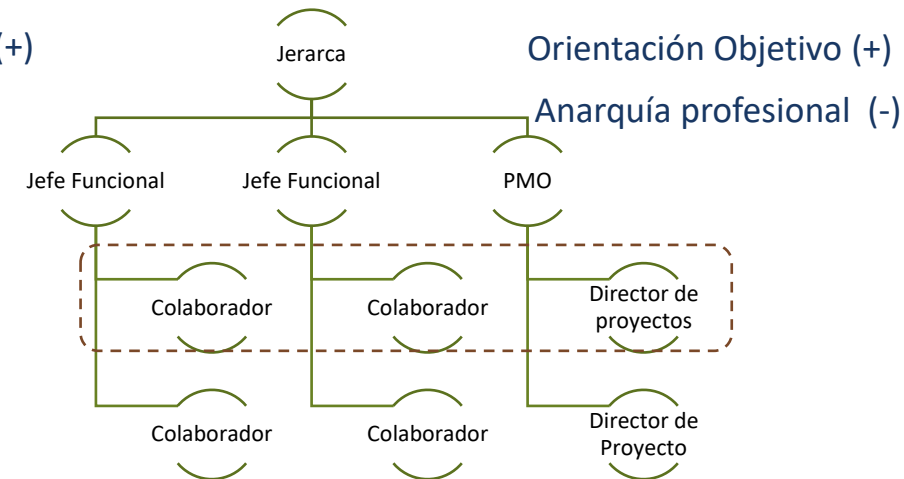 (+)
Jerarca
Orientación Objetivo (+)
Anarquía profesional (-)
Jefe Funcional
Jefe Funcional
PMO
Colaborador
Colaborador
Director de
proyectos
Colaborador
Colaborador
Director de
Proyecto